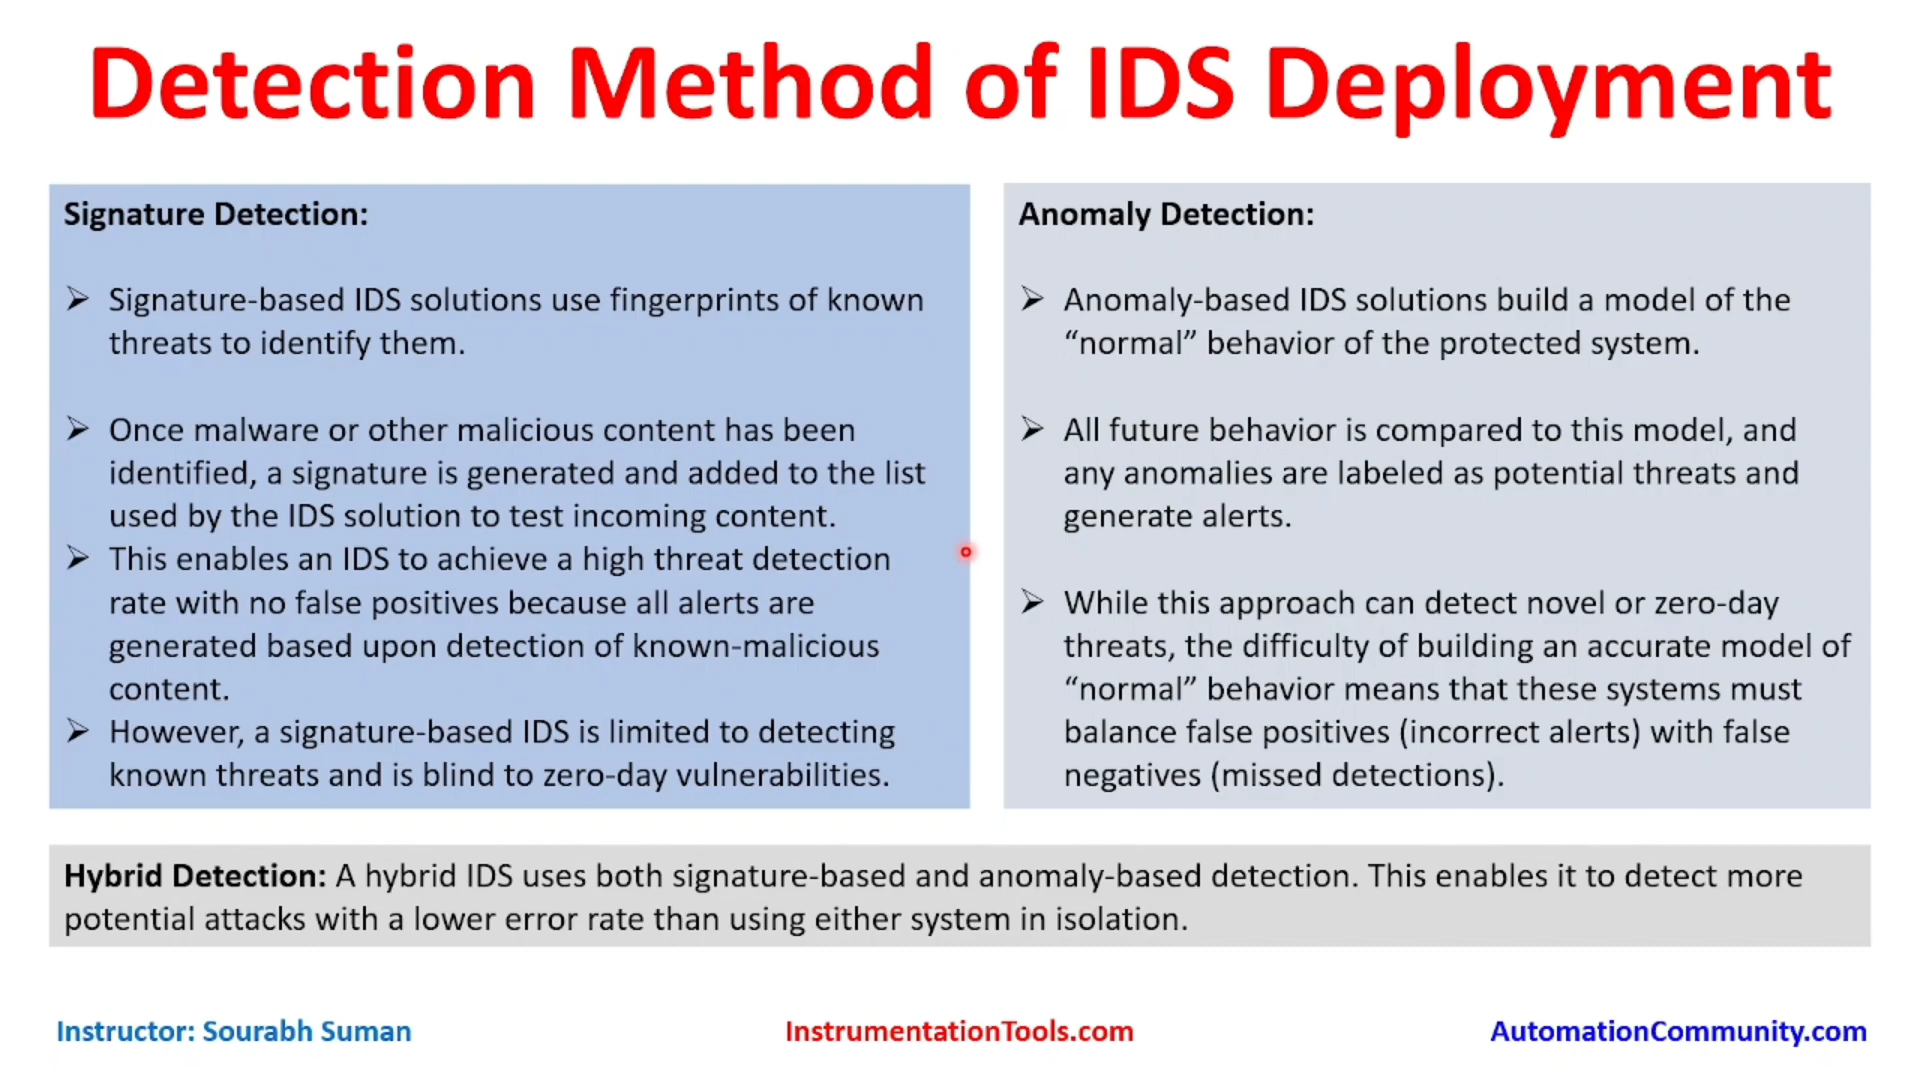 Detection Method of IDS Deployment
Signature Detection:
➢ Signature-based IDS solutions use fingerprints of known
threats to identify them.
➢ Once malware or other malicious content has been
identified, a signature is generated and added to the list
used by the IDS solution to test incoming content.
➢ This enables an IDS to achieve a high threat detection
rate with no false positives because all alerts are
generated based upon detection of known-malicious
content.
➢ However, a signature-based IDS is limited to detecting
known threats and is blind to zero-day vulnerabilities.
Anomaly Detection:
➢ Anomaly-based IDS solutions build a model of the
“normal” behavior of the protected system.
➢ All future behavior is compared to this model, and
any anomalies are labeled as potential threats and
generate alerts.
➢ While this approach can detect novel or zero-day
threats, the difficulty of building an accurate model of
“normal” behavior means that these systems must
balance false positives (incorrect alerts) with false
negatives (missed detections).
Hybrid Detection: A hybrid IDS uses both signature-based and anomaly-based detection. This enables it to detect more
potential attacks with a lower error rate than using either system in isolation.
Instructor: Sourabh Suman
InstrumentationTools.com
AutomationCommunity.com